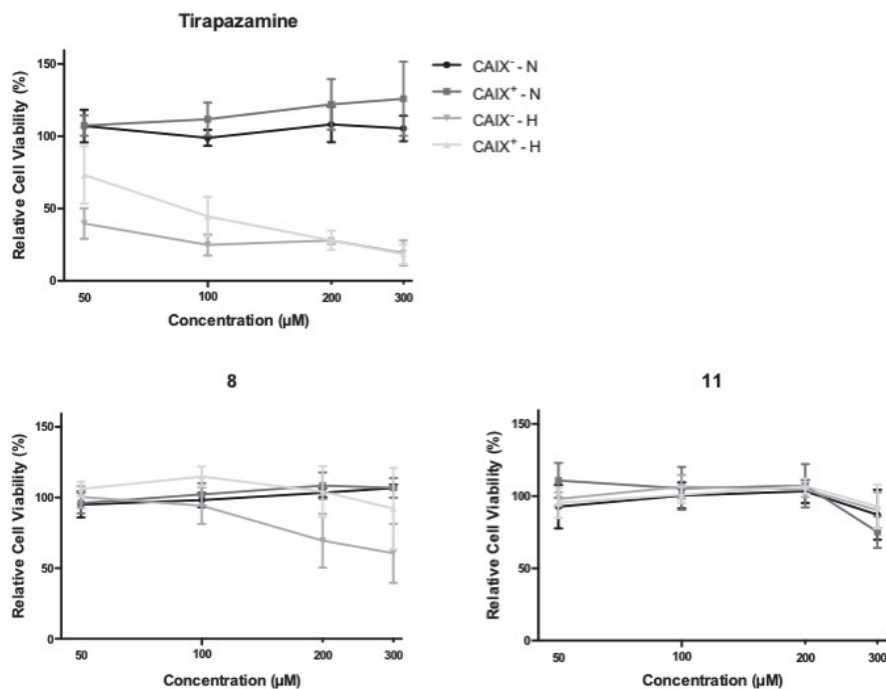 Tirapazamine
Relative Cell Viability (%)
150
100
50
0
50 100 200 300
Concentration (µM)
CAIX⁻ - N
CAIX⁺ - N
CAIX⁻ - H
CAIX⁺ - H
8
Relative Cell Viability (%)
150
100
50
0
50 100 200 300
Concentration (µM)
11
Relative Cell Viability (%)
150
100
50
0
50 100 200 300
Concentration (µM)